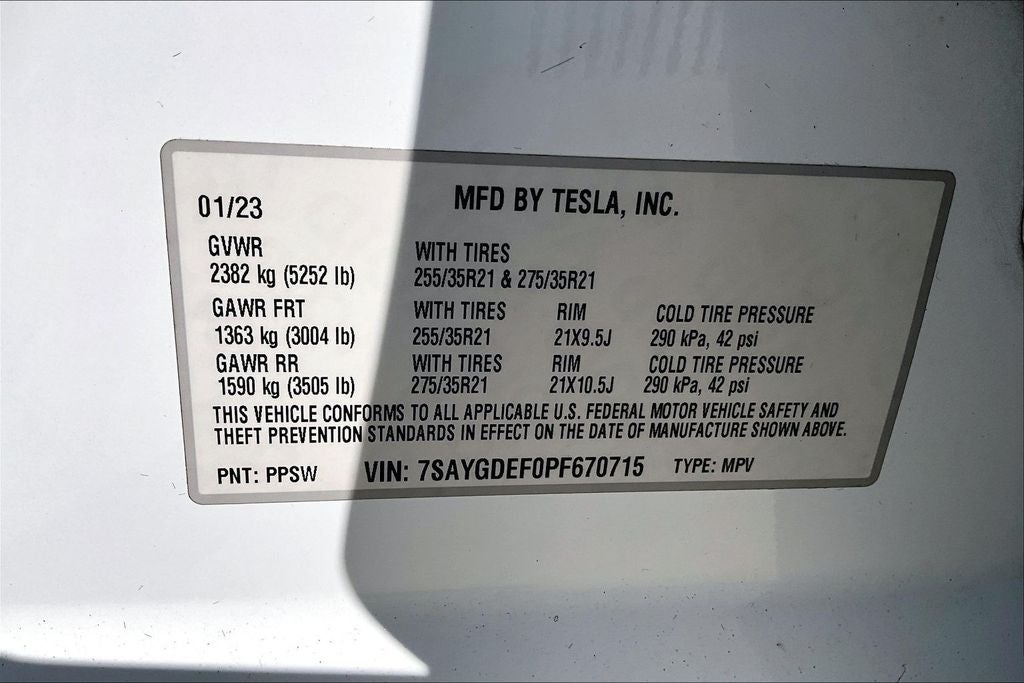 01/23 MFD BY TESLA, INC.
GVWR WITH TIRES
2382 kg (5252 lb) 255/35R21 & 275/35R21
GAWR FRT WITH TIRES RIM COLD TIRE PRESSURE
1363 kg (3004 lb) 255/35R21 21X9.5J 290 kPa, 42 psi
GAWR RR WITH TIRES RIM COLD TIRE PRESSURE
1590 kg (3505 lb) 275/35R21 21X10.5J 290 kPa, 42 psi
THIS VEHICLE CONFORMS TO ALL APPLICABLE U.S. FEDERAL MOTOR VEHICLE SAFETY AND
THEFT PREVENTION STANDARDS IN EFFECT ON THE DATE OF MANUFACTURE SHOWN ABOVE.
PNT: PPSW VIN: 7SAYGDEF0PF670715 TYPE: MPV